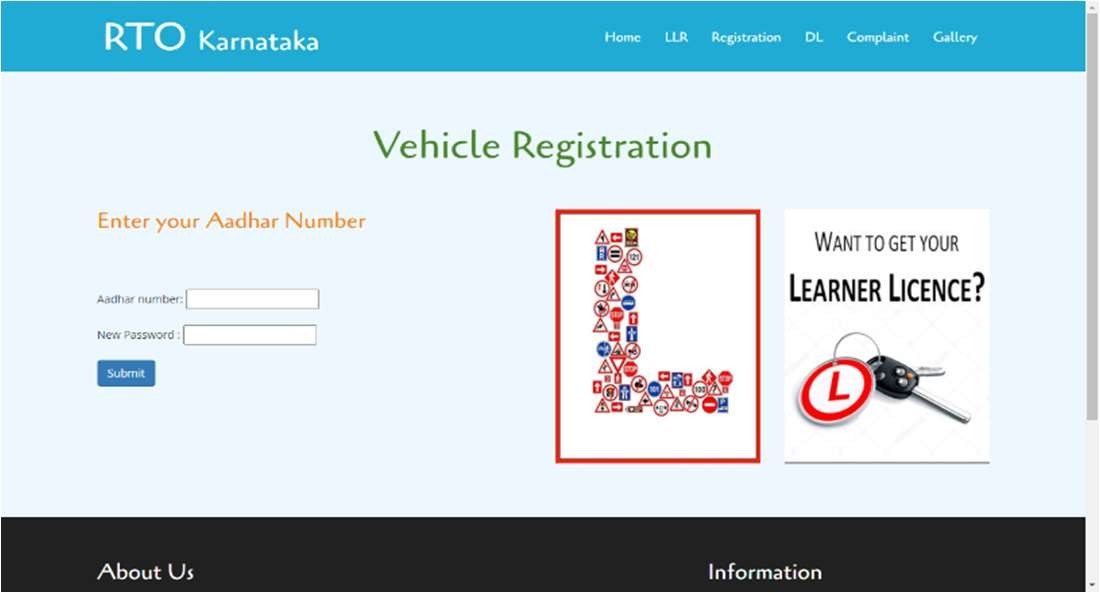 RTO Karnataka
Home LLR Registration DL Complaint Gallery
Vehicle Registration
Enter your Aadhar Number
Aadhar number:
New Password :
Submit
WANT TO GET YOUR
LEARNER LICENCE?
L
About Us
Information